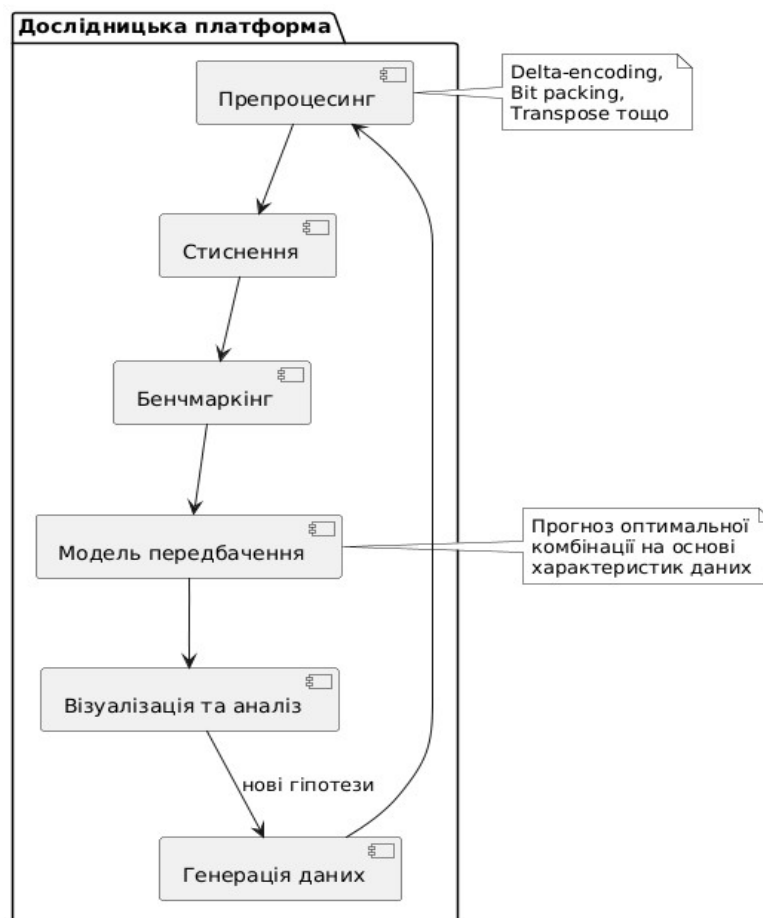 Дослідницька платформа
Препроцесинг
Delta-encoding,
Bit packing,
Transpose тощо
Стиснення
Бенчмаркінг
Модель передбачення
Прогноз оптимальної
комбінації на основі
характеристик даних
Візуалізація та аналіз
нові гіпотези
Генерація даних